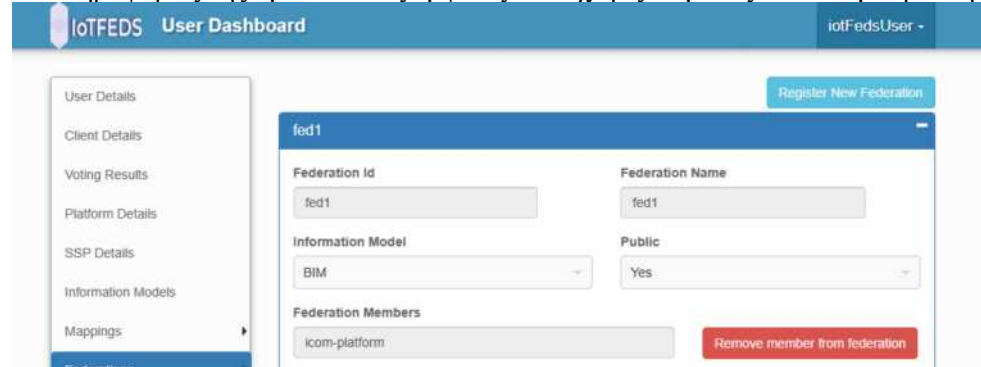 IoTFEDS User Dashboard
iotFedsUser
User Details
Client Details
Voting Results
Platform Details
SSP Details
Information Models
Mappings
Register New Federation
fed1
Federation Id
Federation Name
fed1
fed1
Information Model
Public
BIM
Yes
Federation Members
icom-platform
Remove member from federation